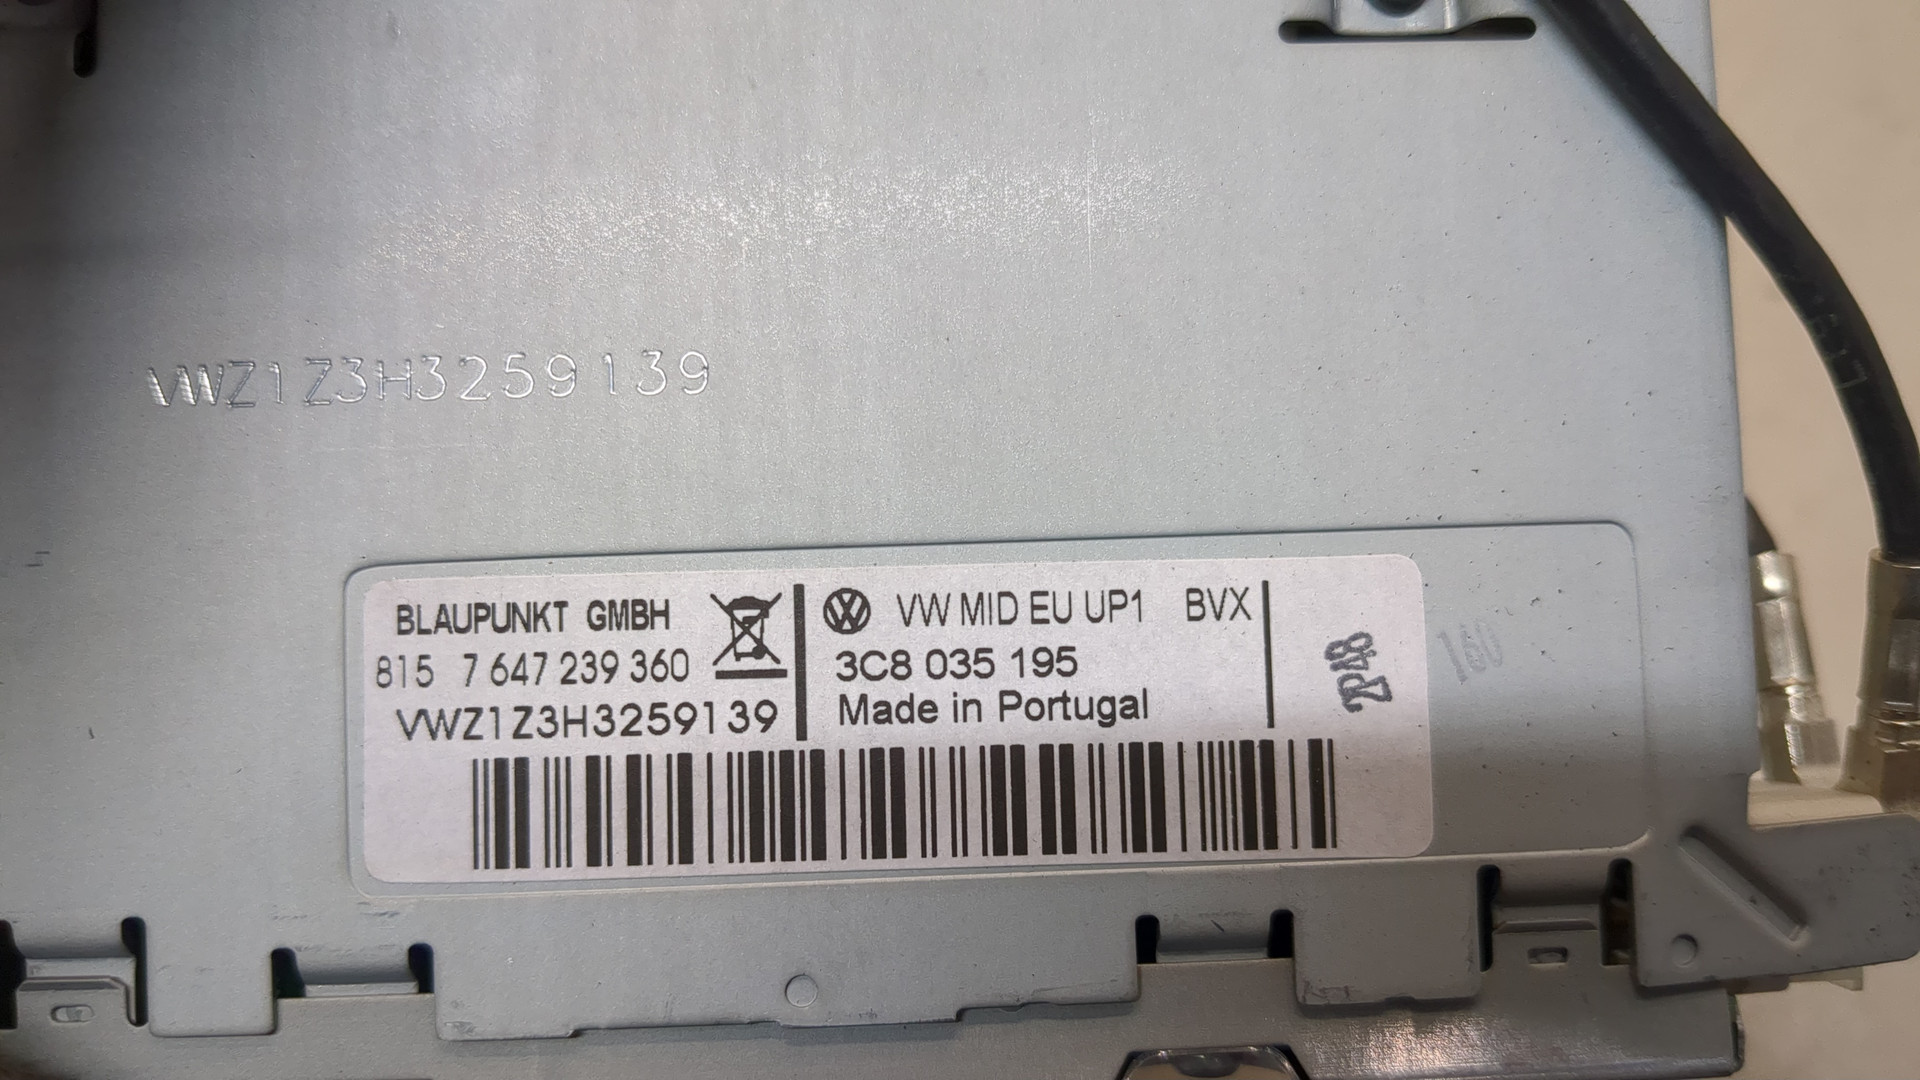 VWZ1Z3H3259139
BLAUPUNKT GMBH
815 7 647 239 360
VWZ1Z3H3259139
VW MID EU UP1 BVX
3C8 035 195
Made in Portugal
2P48
160